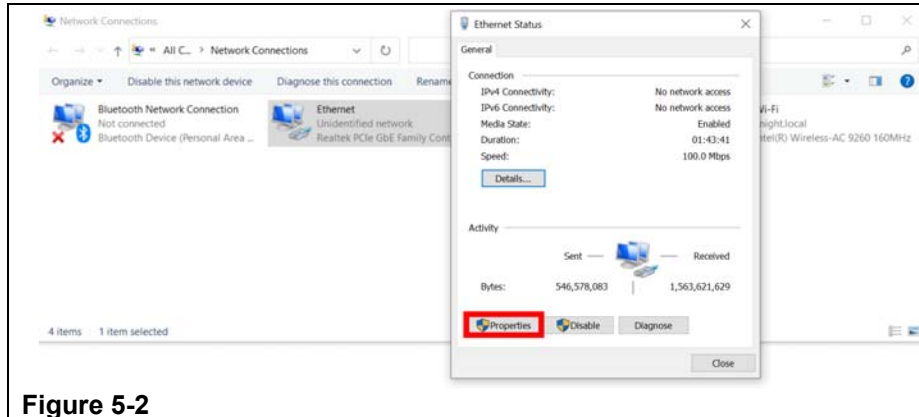 Network Connections
All C... > Network Connections
Organize Disable this network device Diagnose this connection Rename
Bluetooth Network Connection
Not connected
Bluetooth Device (Personal Area ...
Ethernet
Unidentified network
Realtek PCIe GbE Family Cont
Ethernet Status
General
Connection
IPv4 Connectivity: No network access
IPv6 Connectivity: No network access
Media State: Enabled
Duration: 01:43:41
Speed: 100.0 Mbps
Details...
Activity
Sent — — Received
Bytes: 546,578,083 | 1,563,621,629
Properties Disable Diagnose
Close
Vi-Fi
night.local
ntel(R) Wireless-AC 9260 160MHz
4 items 1 item selected
Figure 5-2